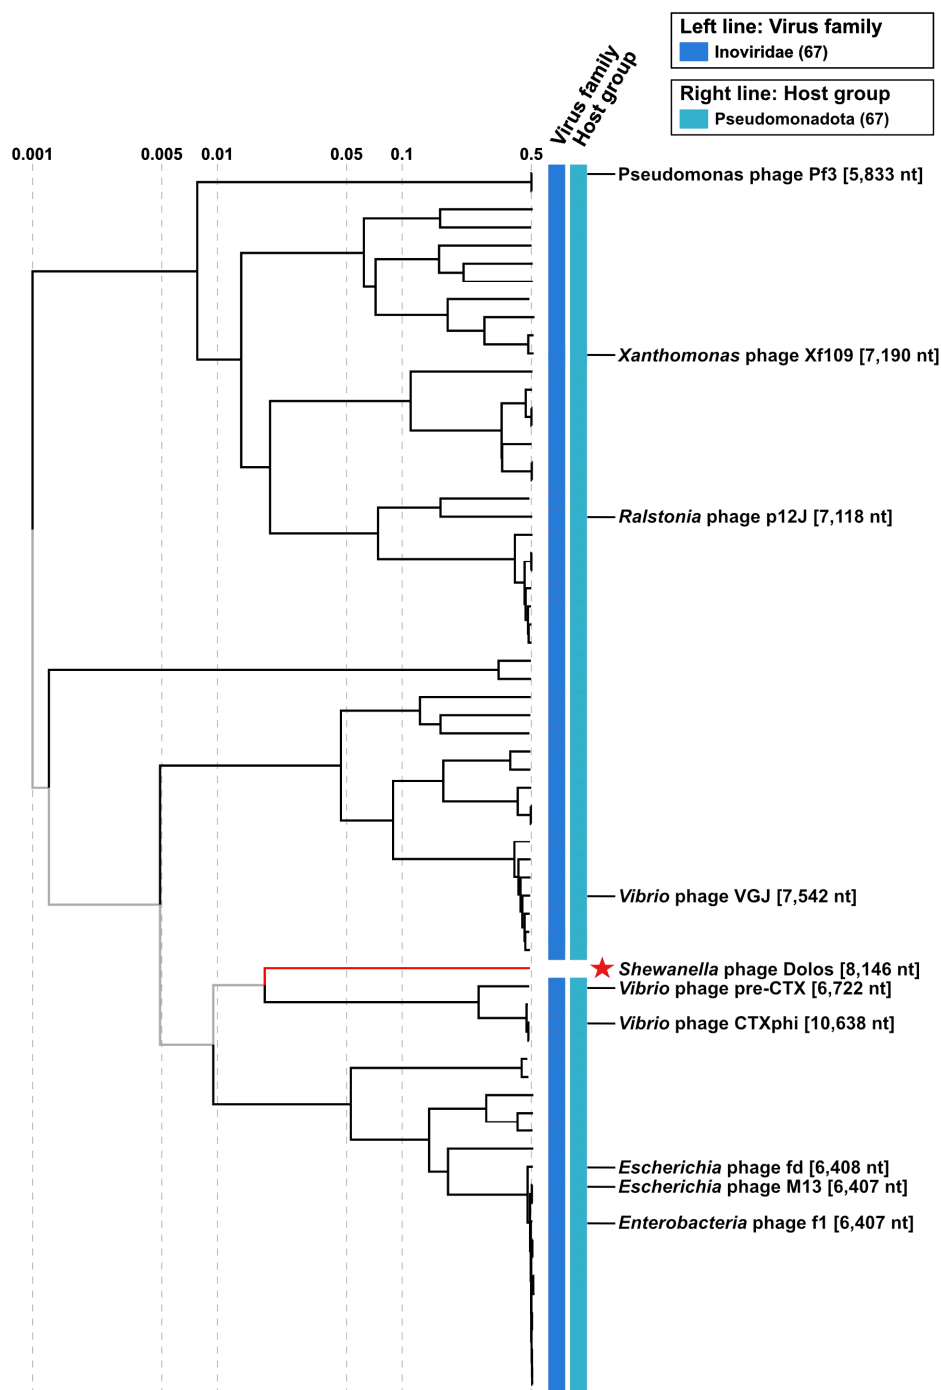 Left line: Virus family
Inoviridae (67)
Right line: Host group
Pseudomonadota (67)
Virus family
Host group
0.001 0.005 0.01 0.05 0.1 0.5
Pseudomonas phage Pf3 [5,833 nt]
Xanthomonas phage Xf109 [7,190 nt]
Ralstonia phage p12J [7,118 nt]
Vibrio phage VGJ [7,542 nt]
Shewanella phage Dolos [8,146 nt]
Vibrio phage pre-CTX [6,722 nt]
Vibrio phage CTXphi [10,638 nt]
Escherichia phage fd [6,408 nt]
Escherichia phage M13 [6,407 nt]
Enterobacteria phage f1 [6,407 nt]